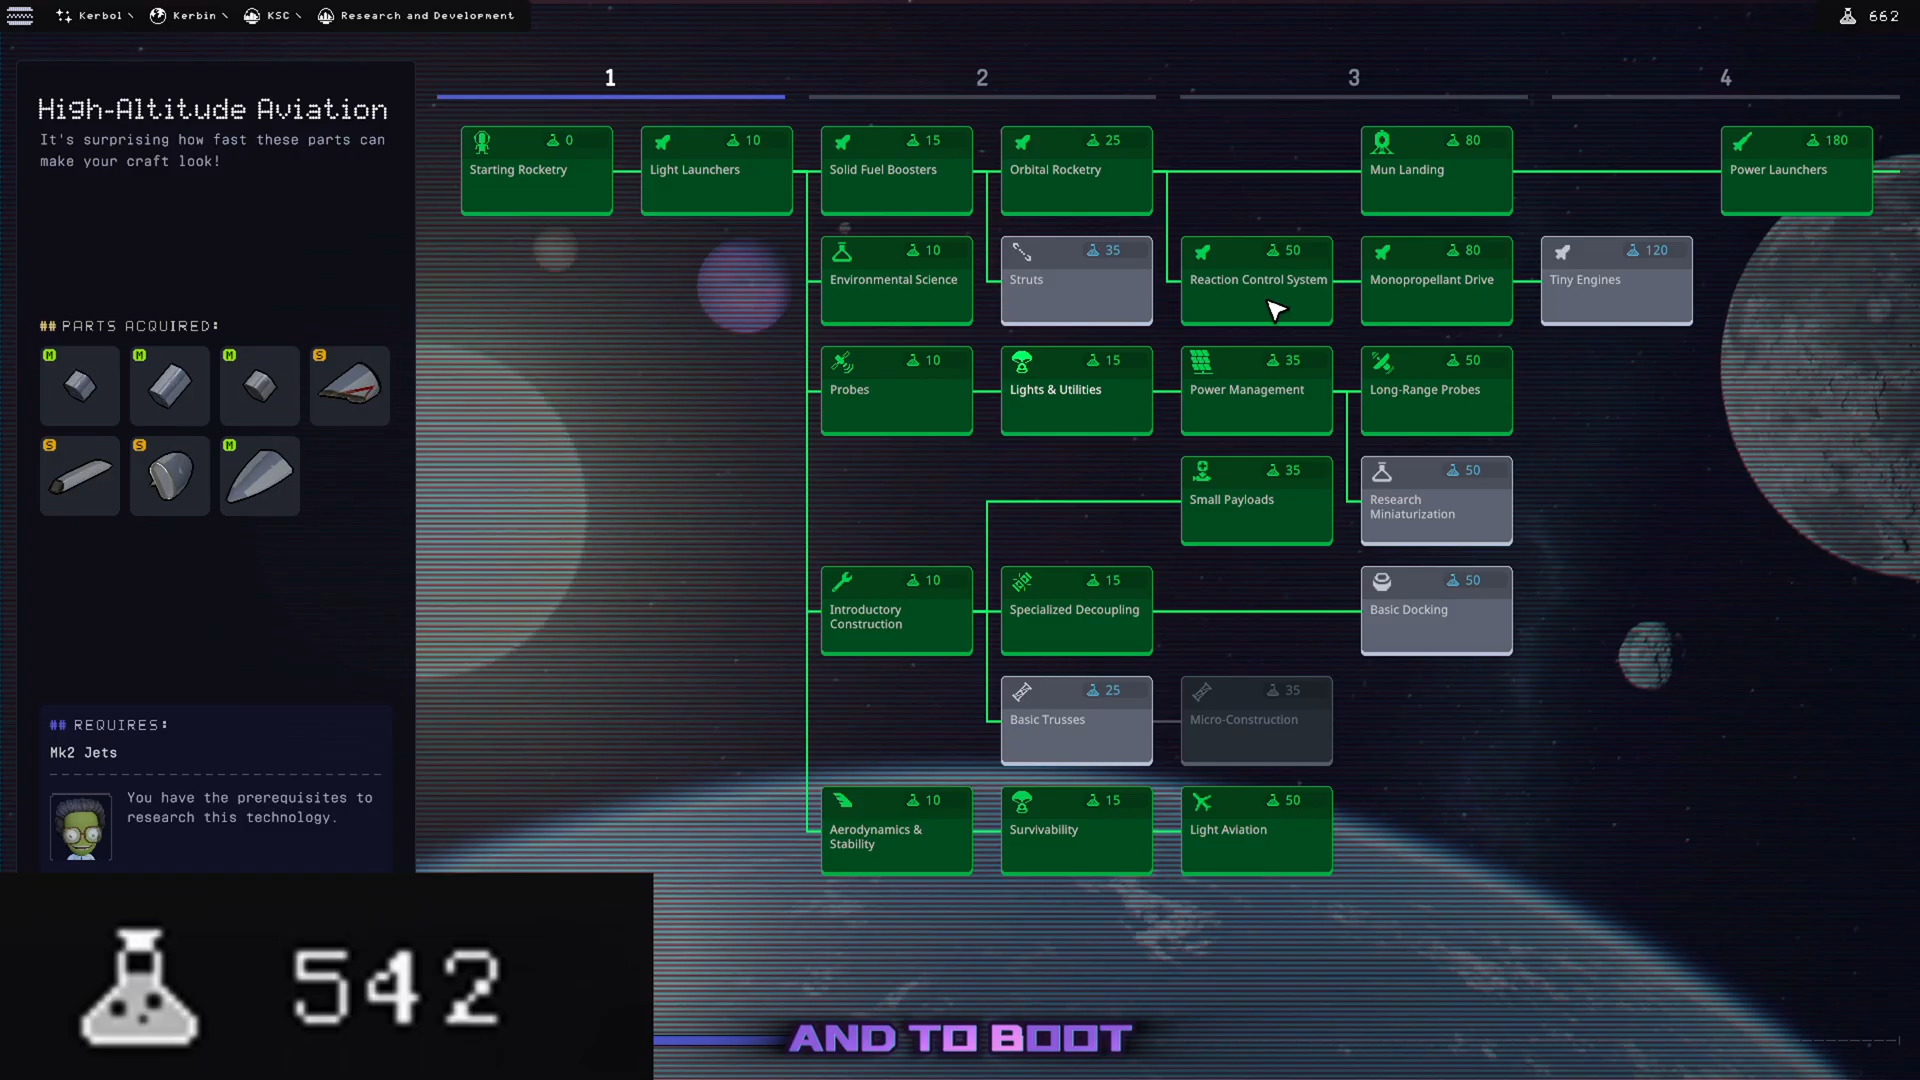 Kerbol \ Kerbin \ KSC \ Research and Development
662
1 2 3 4
High-Altitude Aviation
It's surprising how fast these parts can
make your craft look!
## PARTS ACQUIRED:
M M M S
S S M
## REQUIRES:
Mk2 Jets
You have the prerequisites to
research this technology.
0
Starting Rocketry
10
Light Launchers
15
Solid Fuel Boosters
25
Orbital Rocketry
80
Mun Landing
180
Power Launchers
10
Environmental Science
35
Struts
50
Reaction Control System
80
Monopropellant Drive
120
Tiny Engines
10
Probes
15
Lights & Utilities
35
Power Management
50
Long-Range Probes
35
Small Payloads
50
Research
Miniaturization
10
Introductory
Construction
15
Specialized Decoupling
50
Basic Docking
25
Basic Trusses
35
Micro-Construction
10
Aerodynamics &
Stability
15
Survivability
50
Light Aviation
542
AND TO BOOT